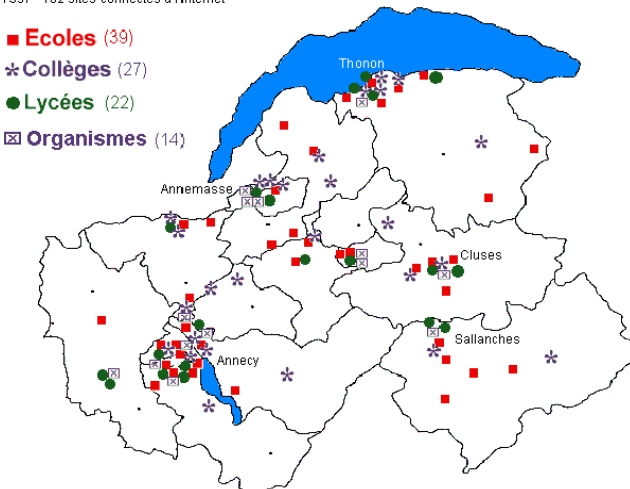 Ecoles (39)
Collèges (27)
Lycées (22)
Organismes (14)
Thonon
Annemasse
Cluses
Sallanches
Annecy